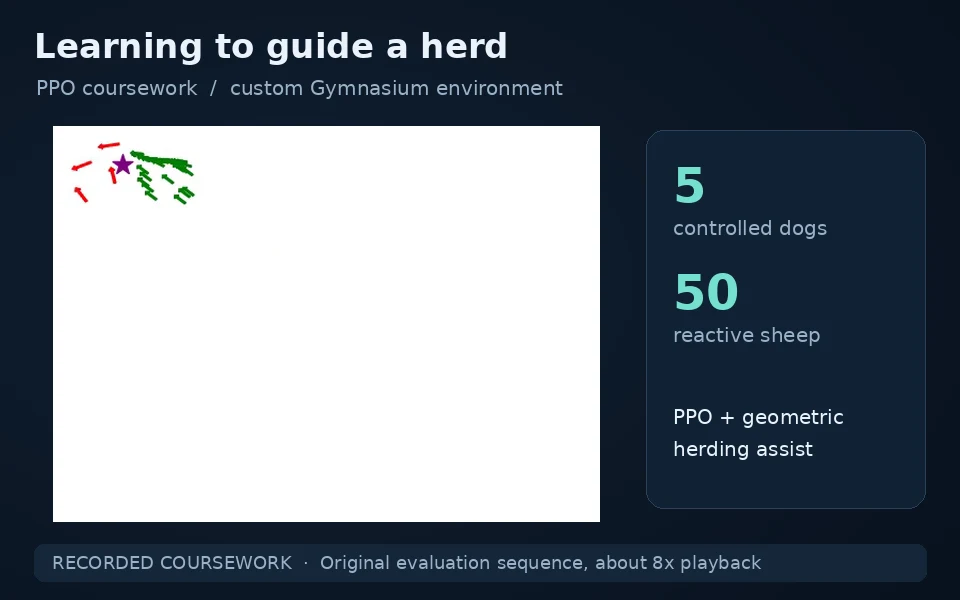 Learning to guide a herd
PPO coursework / custom Gymnasium environment
5
controlled dogs
50
reactive sheep
PPO + geometric
herding assist
RECORDED COURSEWORK · Original evaluation sequence, about 8x playback